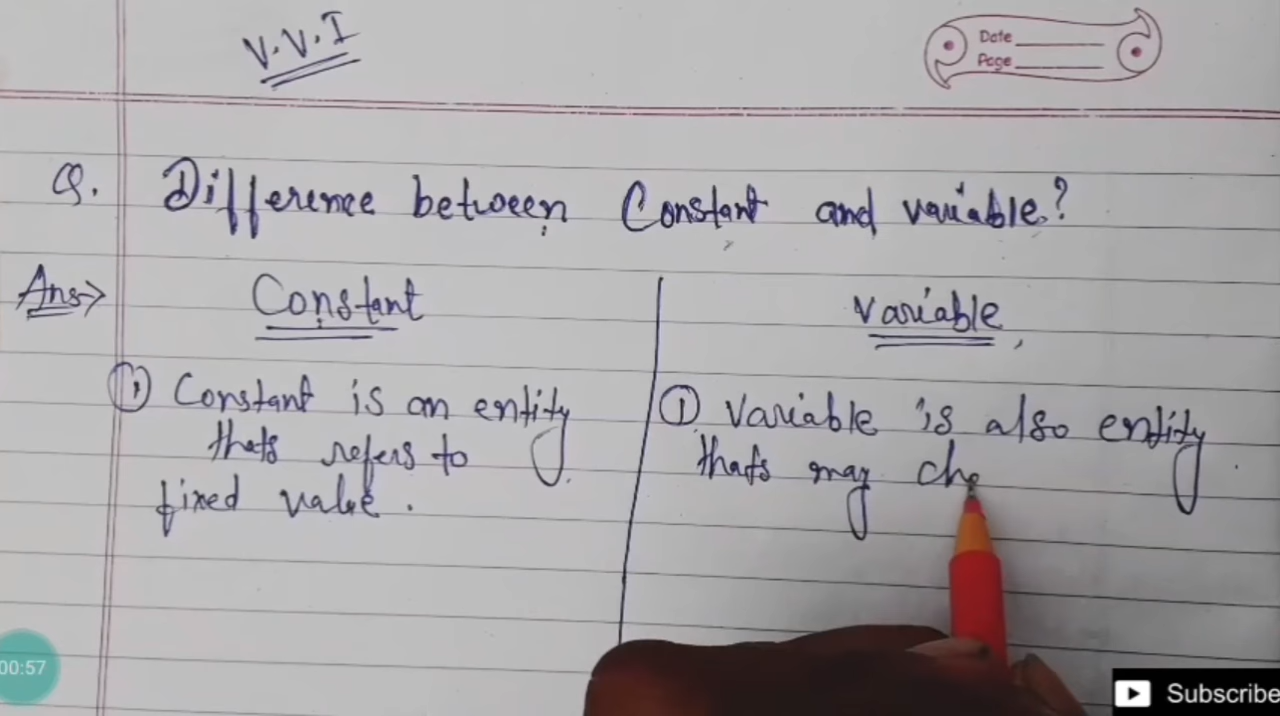 V.V.I
Date
Page
Q. Difference between Constant and variable?
Ans->
Constant
Variable
① Constant is an entity
thats refers to
fixed value.
① Variable is also entity
thats may cha
00:57
Subscribe